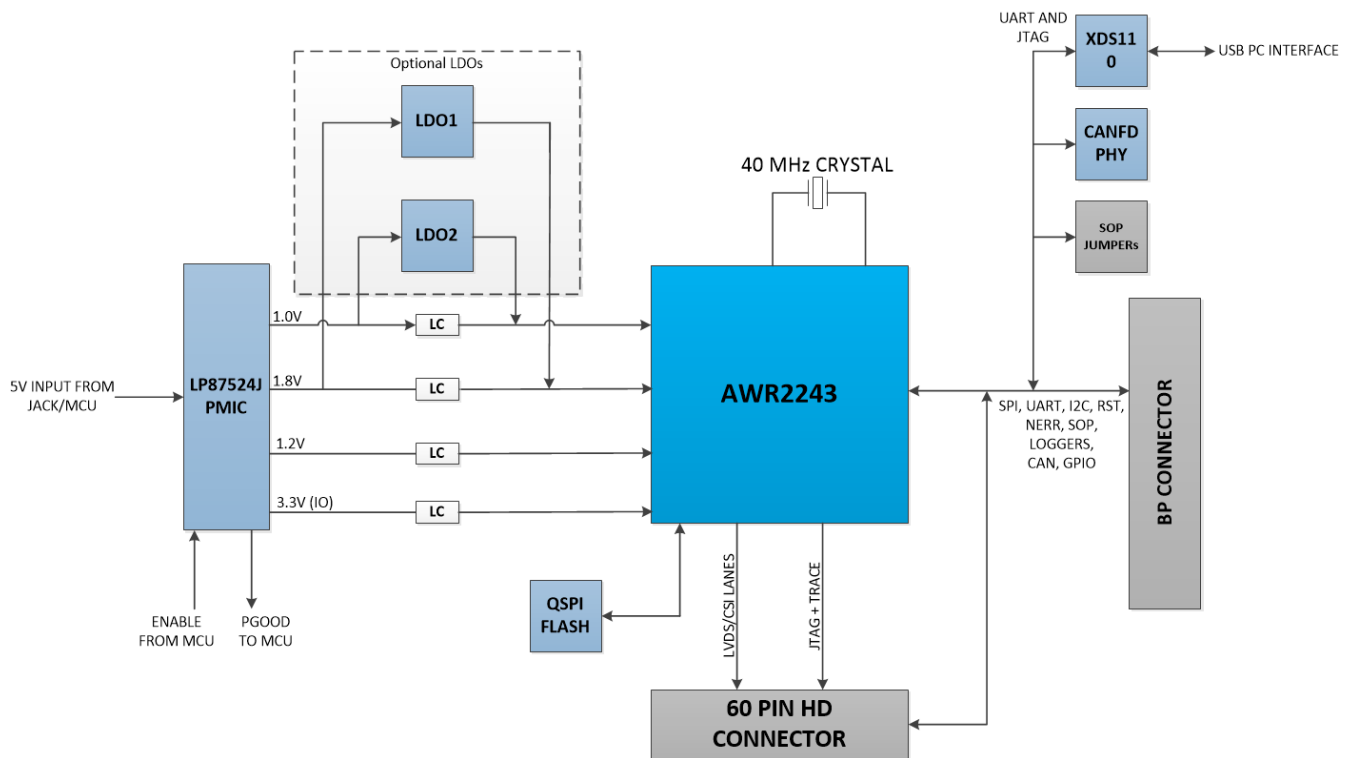 UART AND
JTAG
XDS11
0
USB PC INTERFACE
Optional LDOs
LDO1
CANFD
PHY
40 MHz CRYSTAL
LDO2
SOP
JUMPERs
1.0V
LC
5V INPUT FROM
JACK/MCU
LP87524J
PMIC
1.8V
LC
AWR2243
SPI, UART, I2C, RST,
NERR, SOP,
LOGGERS,
CAN, GPIO
BP CONNECTOR
1.2V
LC
3.3V (IO)
LC
ENABLE
FROM MCU
PGOOD
TO MCU
QSPI
FLASH
LVDS/CSI LANES
JTAG + TRACE
60 PIN HD
CONNECTOR